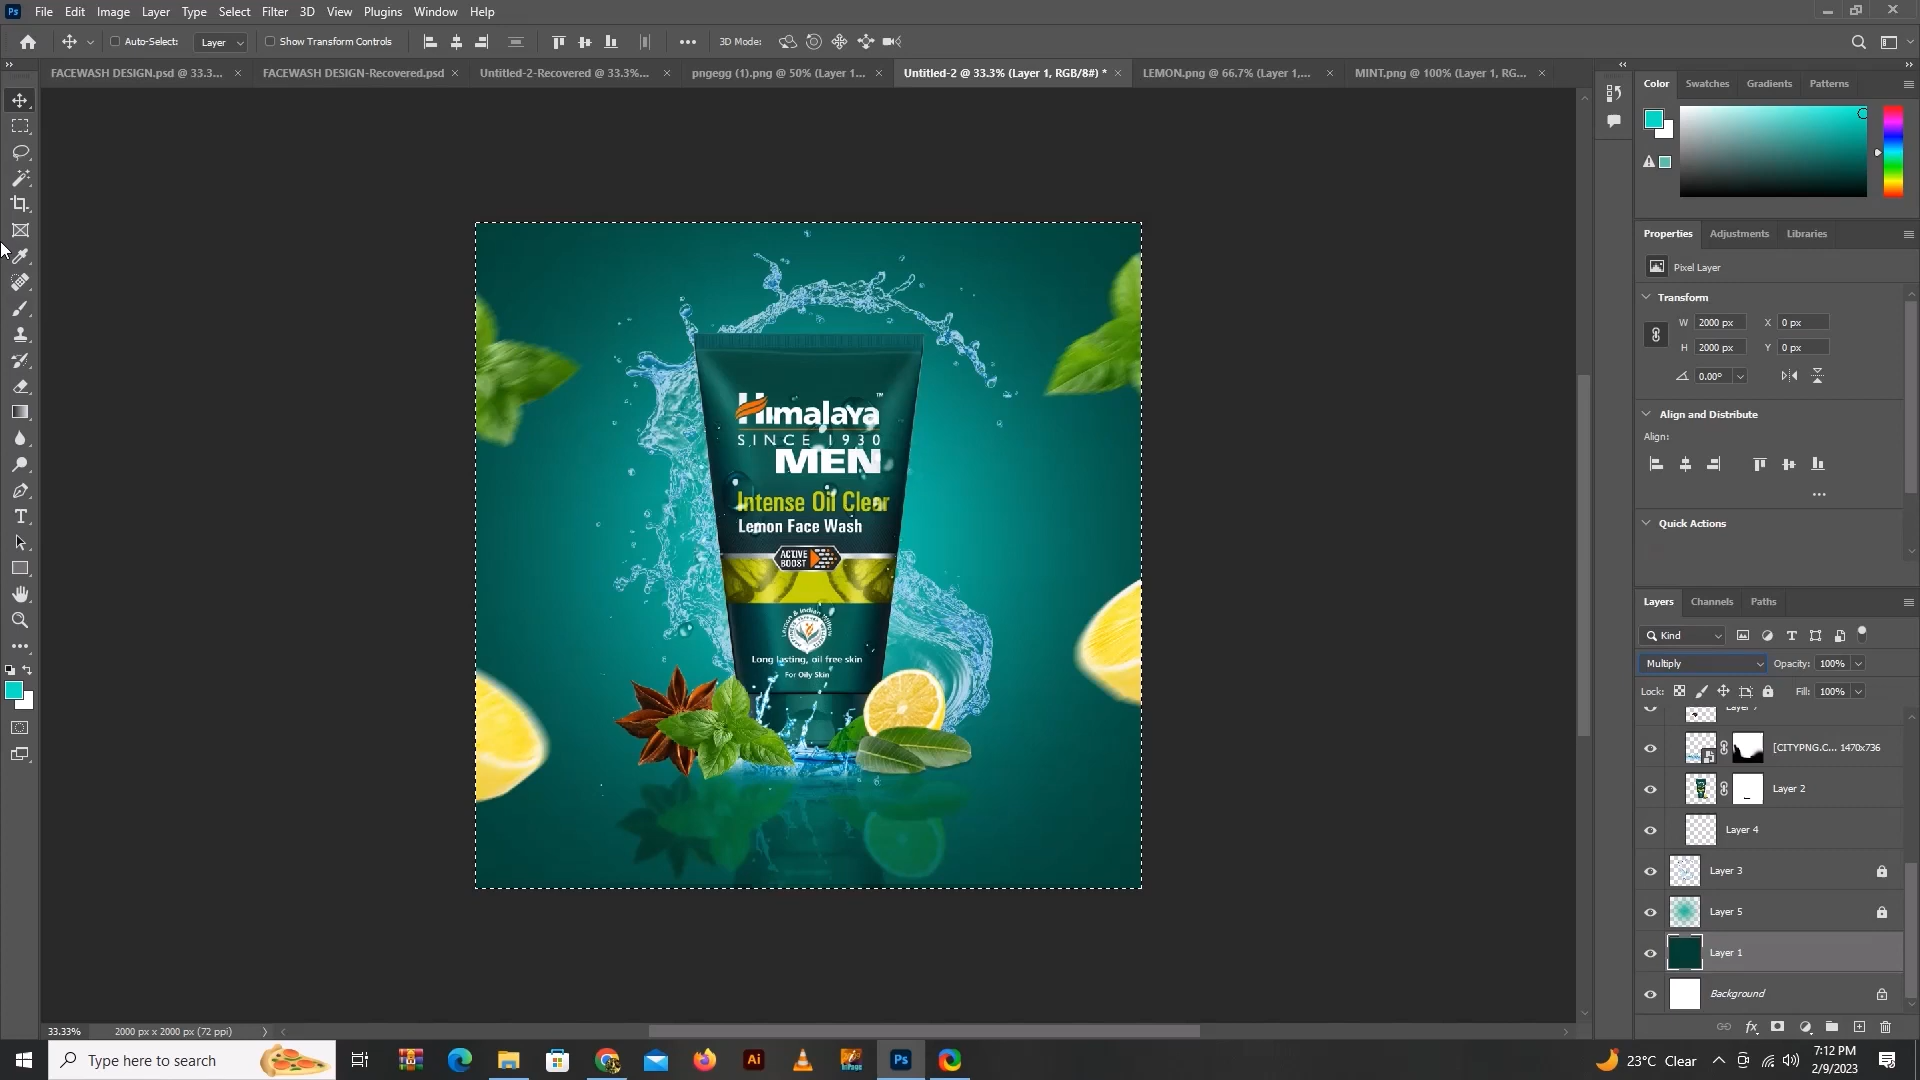 Ps File Edit Image Layer Type Select Filter 3D View Plugins Window Help
Auto-Select: Layer Show Transform Controls 3D Mode:
FACEWASH DESIGN.psd @ 33.3... × FACEWASH DESIGN-Recovered.psd × Untitled-2-Recovered @ 33.3%... × pngegg (1).png @ 50% (Layer 1... × Untitled-2 @ 33.3% (Layer 1, RGB/8#) * × LEMON.png @ 66.7% (Layer 1,... × MINT.png @ 100% (Layer 1, RG... ×
Color Swatches Gradients Patterns
Properties Adjustments Libraries
Pixel Layer
Transform
W 2000 px X 0 px
H 2000 px Y 0 px
0.00°
Align and Distribute
Align:
Quick Actions
Layers Channels Paths
Kind
Multiply Opacity: 100%
Lock: Fill: 100%
[CITYPNG.C... 1470x736
Layer 2
Layer 4
Layer 3
Layer 5
Layer 1
Background
Himalaya™
SINCE 1930
MEN
Intense Oil Clear
Lemon Face Wash
ACTIVE
BOOST
Long lasting, oil free skin
For Oily Skin
33.33% 2000 px x 2000 px (72 ppi)
Type here to search
Ai
Ps
23°C Clear
7:12 PM
2/9/2023